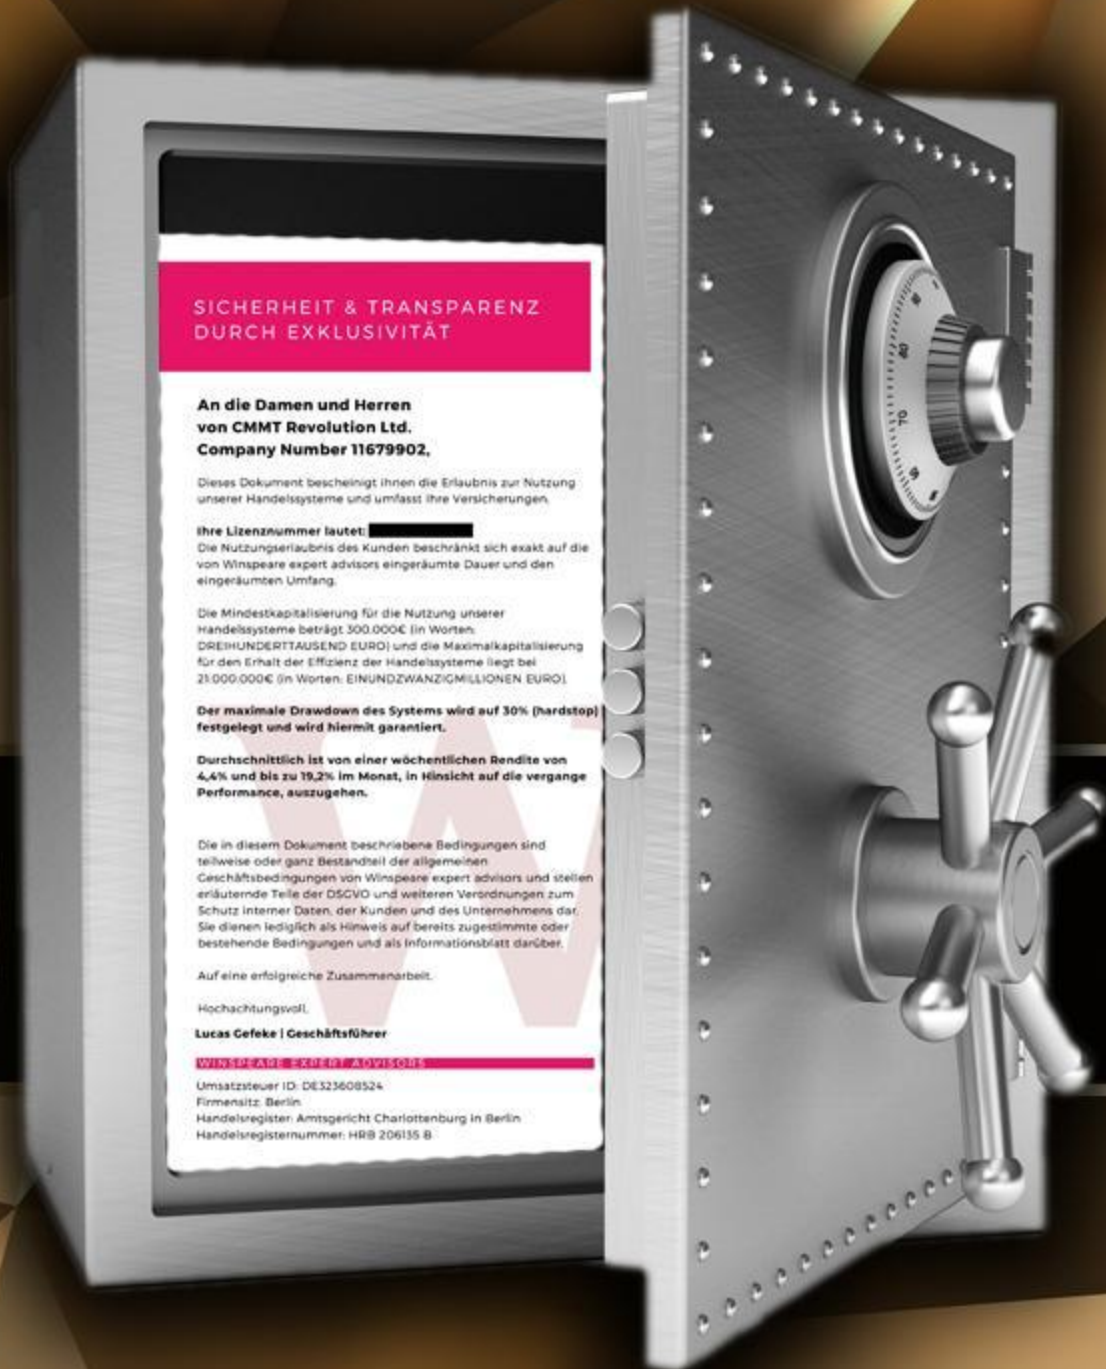 SICHERHEIT & TRANSPARENZ
DURCH EXKLUSIVITÄT
An die Damen und Herren
von CMMT Revolution Ltd.
Company Number 11679902,
Dieses Dokument bescheinigt Ihnen die Erlaubnis zur Nutzung
unserer Handelssysteme und umfasst Ihre Versicherungen.
Ihre Lizenznummer lautet:
Die Nutzungserlaubnis des Kunden beschränkt sich exakt auf die
von Winspeare expert advisors eingeräumte Dauer und den
eingeräumten Umfang.
Die Mindestkapitalisierung für die Nutzung unserer
Handelssysteme beträgt 300.000€ (in Worten:
DREIHUNDERTTAUSEND EURO) und die Maximalkapitalisierung
für den Erhalt der Effizienz der Handelssysteme liegt bei
21.000.000€ (in Worten: EINUNDZWANZIGMILLIONEN EURO).
Der maximale Drawdown des Systems wird auf 30% (hardstop)
festgelegt und wird hiermit garantiert.
Durchschnittlich ist von einer wöchentlichen Rendite von
4,4% und bis zu 19,2% im Monat, in Hinsicht auf die vergange
Performance, auszugehen.
Die in diesem Dokument beschriebene Bedingungen sind
teilweise oder ganz Bestandteil der allgemeinen
Geschäftsbedingungen von Winspeare expert advisors und stellen
erläuternde Teile der DSGVO und weiteren Verordnungen zum
Schutz interner Daten, der Kunden und des Unternehmens dar.
Sie dienen lediglich als Hinweis auf bereits zugestimmte oder
bestehende Bedingungen und als Informationsblatt darüber.
Auf eine erfolgreiche Zusammenarbeit.
Hochachtungsvoll,
Lucas Gefeke | Geschäftsführer
WINSPEARE EXPERT ADVISORS
Umsatzsteuer ID: DE323608524
Firmensitz: Berlin
Handelsregister: Amtsgericht Charlottenburg in Berlin
Handelsregisternummer: HRB 206135 B
W
80
70